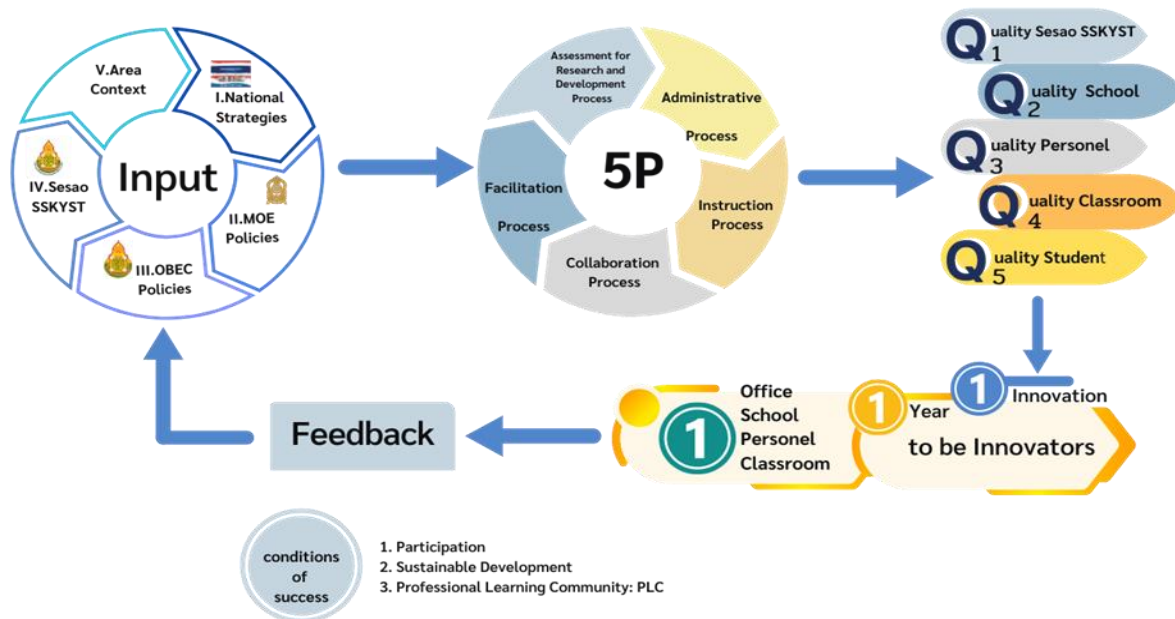 V.Area
Context
I.National
Strategies
Input
IV.Sesao
SSKYST
II.MOE
Policies
III.OBEC
Policies
Assessment for
Research and
Development
Process
Administrative
Process
5P
Facilitation
Process
Instruction
Process
Collaboration
Process
Quality Sesao SSKYST
1
Quality School
2
Quality Personel
3
Quality Classroom
4
Quality Student
5
1
Office
School
Personel
Classroom
1
Year
1
Innovation
to be Innovators
Feedback
conditions
of
success
1. Participation
2. Sustainable Development
3. Professional Learning Community: PLC